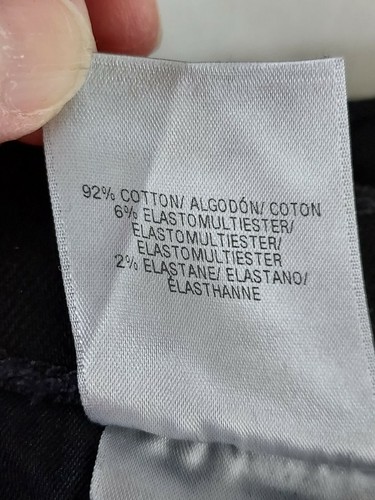 92% COTTON/ ALGODÓN/ COTON
6% ELASTOMULTIESTER/
ELASTOMULTIESTER/
ELASTOMULTIESTER
2% ELASTANE/ ELASTANO/
ÉLASTHANNE